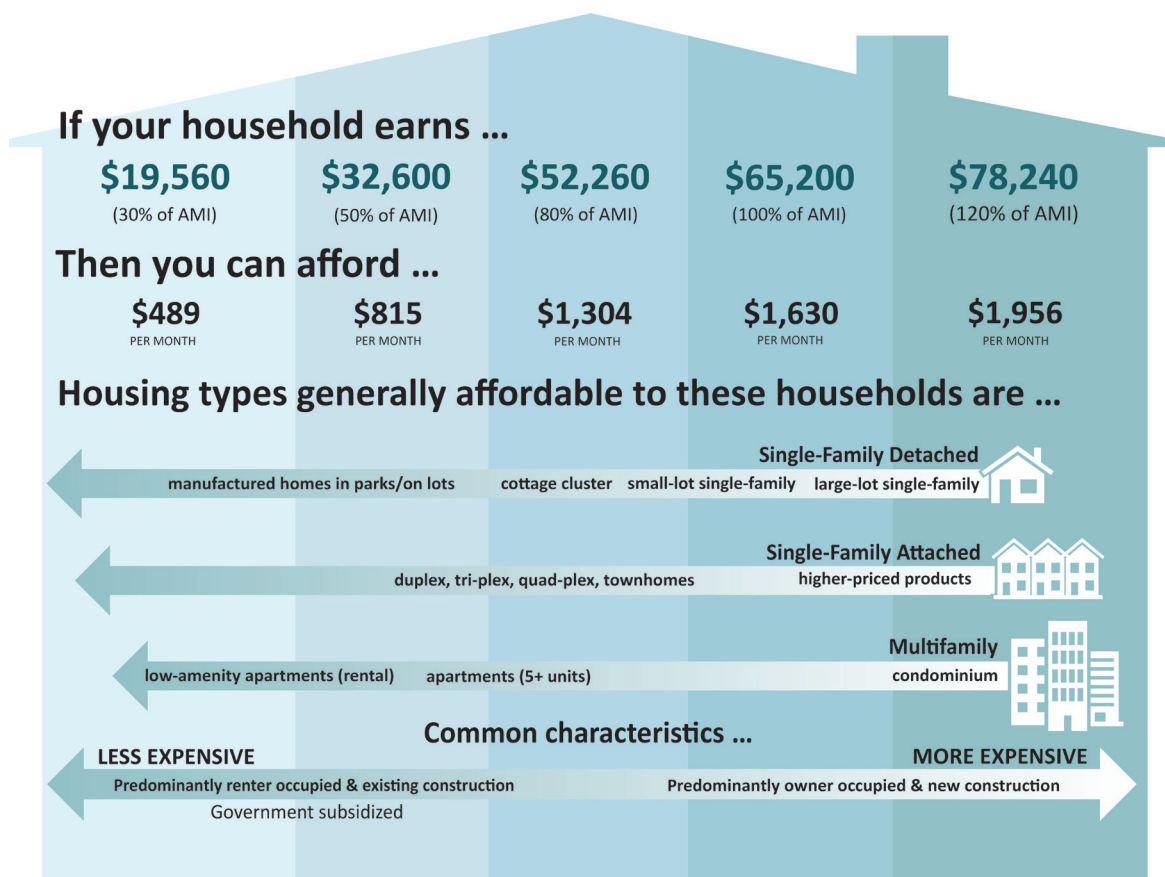 If your household earns ...
$19,560 $32,600 $52,260 $65,200 $78,240
(30% of AMI) (50% of AMI) (80% of AMI) (100% of AMI) (120% of AMI)
Then you can afford ...
$489 $815 $1,304 $1,630 $1,956
PER MONTH PER MONTH PER MONTH PER MONTH PER MONTH
Housing types generally affordable to these households are ...
Single-Family Detached
manufactured homes in parks/on lots cottage cluster small-lot single-family large-lot single-family
Single-Family Attached
duplex, tri-plex, quad-plex, townhomes higher-priced products
Multifamily
low-amenity apartments (rental) apartments (5+ units) condominium
Common characteristics ...
LESS EXPENSIVE MORE EXPENSIVE
Predominantly renter occupied & existing construction Predominantly owner occupied & new construction
Government subsidized